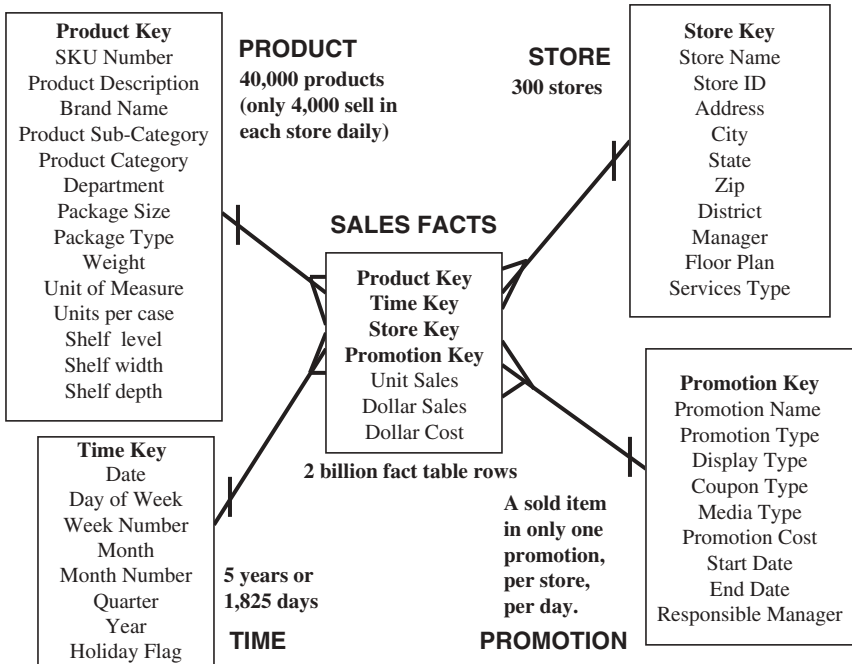 Product Key
SKU Number
Product Description
Brand Name
Product Sub-Category
Product Category
Department
Package Size
Package Type
Weight
Unit of Measure
Units per case
Shelf level
Shelf width
Shelf depth
PRODUCT
40,000 products
(only 4,000 sell in
each store daily)
STORE
300 stores
Store Key
Store Name
Store ID
Address
City
State
Zip
District
Manager
Floor Plan
Services Type
SALES FACTS
Product Key
Time Key
Store Key
Promotion Key
Unit Sales
Dollar Sales
Dollar Cost
2 billion fact table rows
Time Key
Date
Day of Week
Week Number
Month
Month Number
Quarter
Year
Holiday Flag
5 years or
1,825 days
TIME
A sold item
in only one
promotion,
per store,
per day.
PROMOTION
Promotion Key
Promotion Name
Promotion Type
Display Type
Coupon Type
Media Type
Promotion Cost
Start Date
End Date
Responsible Manager